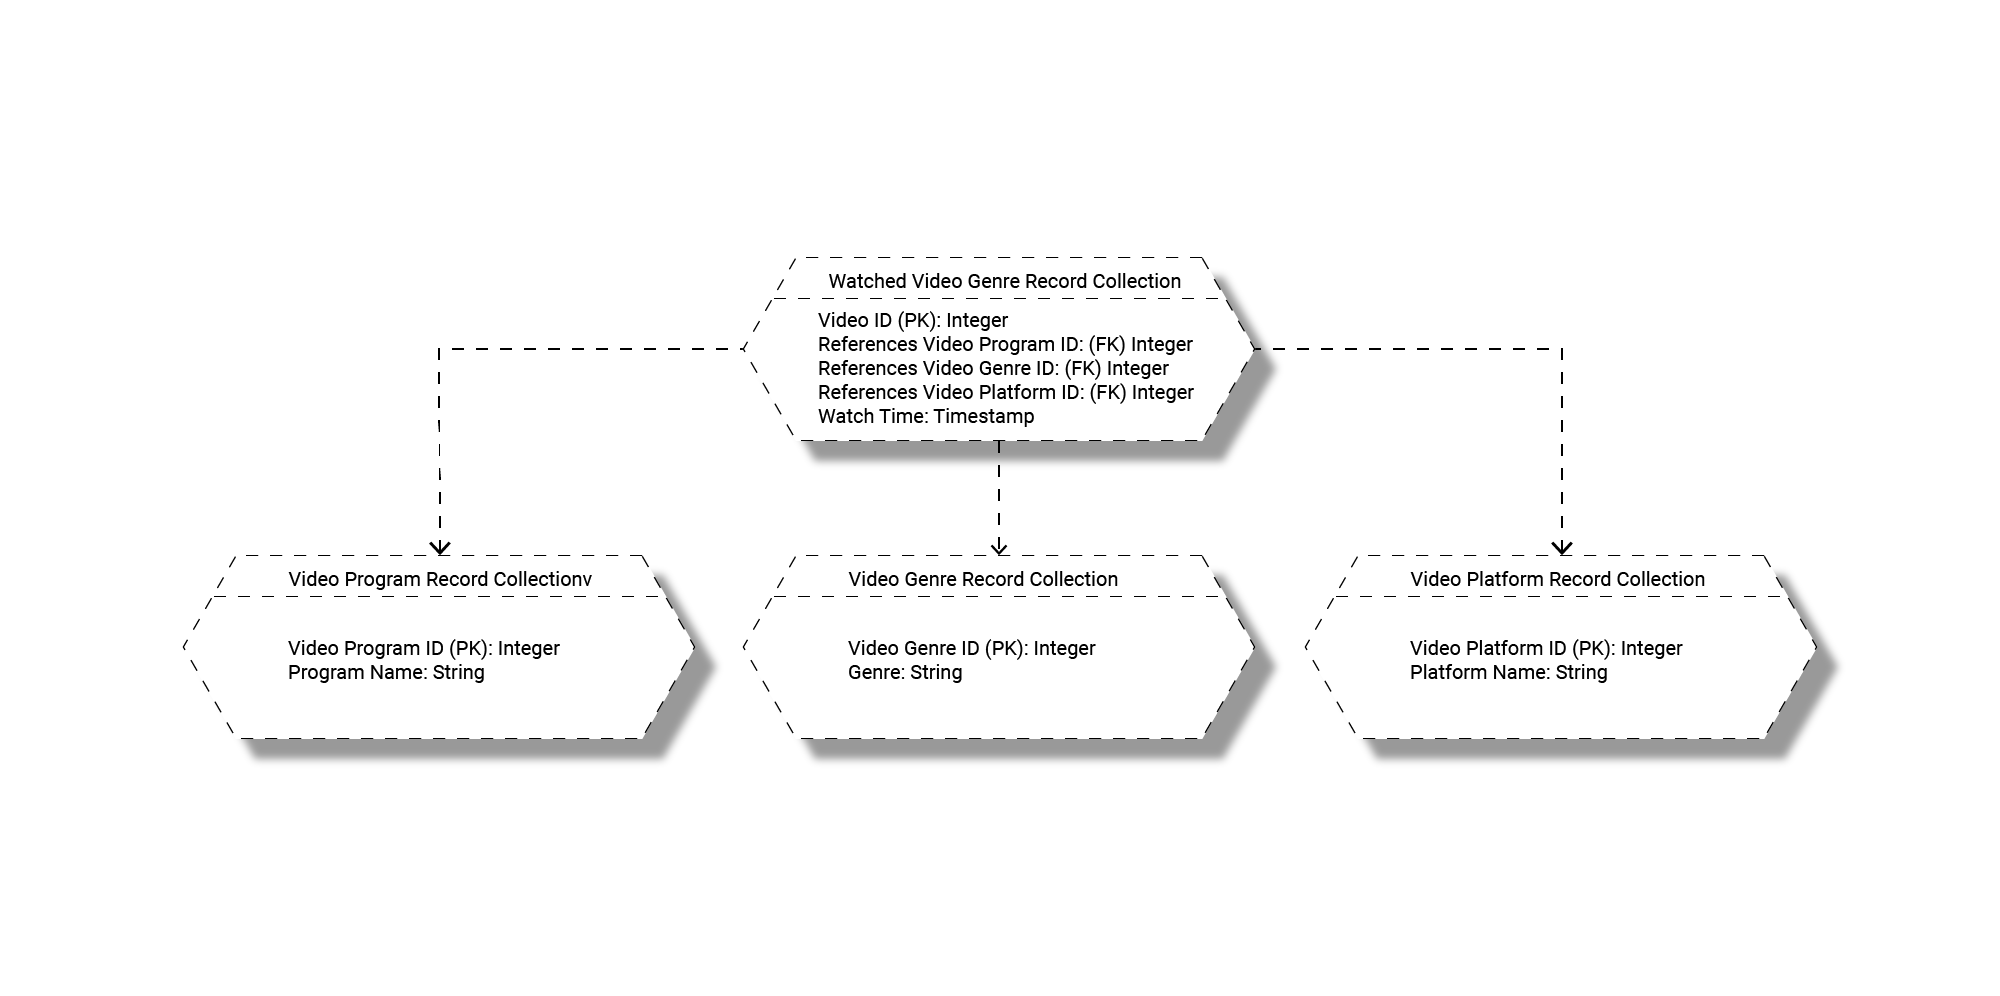 Watched Video Genre Record Collection
Video ID (PK): Integer
References Video Program ID: (FK) Integer
References Video Genre ID: (FK) Integer
References Video Platform ID: (FK) Integer
Watch Time: Timestamp
Video Program Record Collectionv
Video Program ID (PK): Integer
Program Name: String
Video Genre Record Collection
Video Genre ID (PK): Integer
Genre: String
Video Platform Record Collection
Video Platform ID (PK): Integer
Platform Name: String